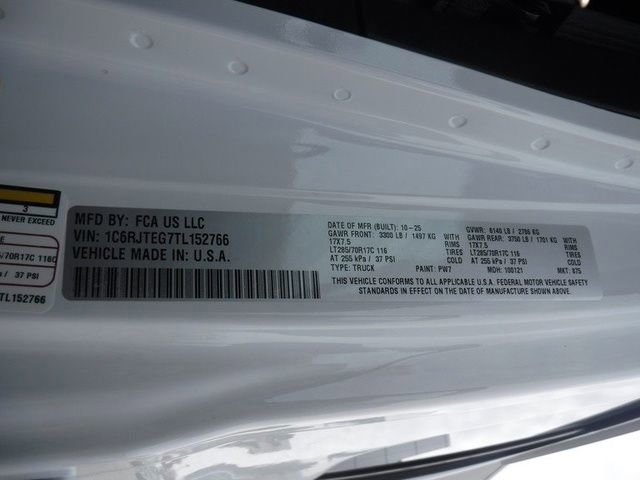 3
NEVER EXCEED
5/70R17C 116C
/ 37 PSI
7TL152766
MFD BY: FCA US LLC
VIN: 1C6RJTEG7TL152766
VEHICLE MADE IN: U.S.A.
DATE OF MFR (BUILT): 10-25 GVWR: 6140 LB / 2786 KG
GAWR FRONT: 3300 LB / 1497 KG WITH GAWR REAR: 3750 LB / 1701 KG WITH
17X7.5 RIMS 17X7.5 RIMS
LT285/70R17C 116 TIRES LT285/70R17C 116 TIRES
AT 255 kPa / 37 PSI COLD AT 255 kPa / 37 PSI COLD
TYPE: TRUCK PAINT: PW7 MDH: 100121 MKT: 875
THIS VEHICLE CONFORMS TO ALL APPLICABLE U.S.A. FEDERAL MOTOR VEHICLE SAFETY
STANDARDS IN EFFECT ON THE DATE OF MANUFACTURE SHOWN ABOVE.